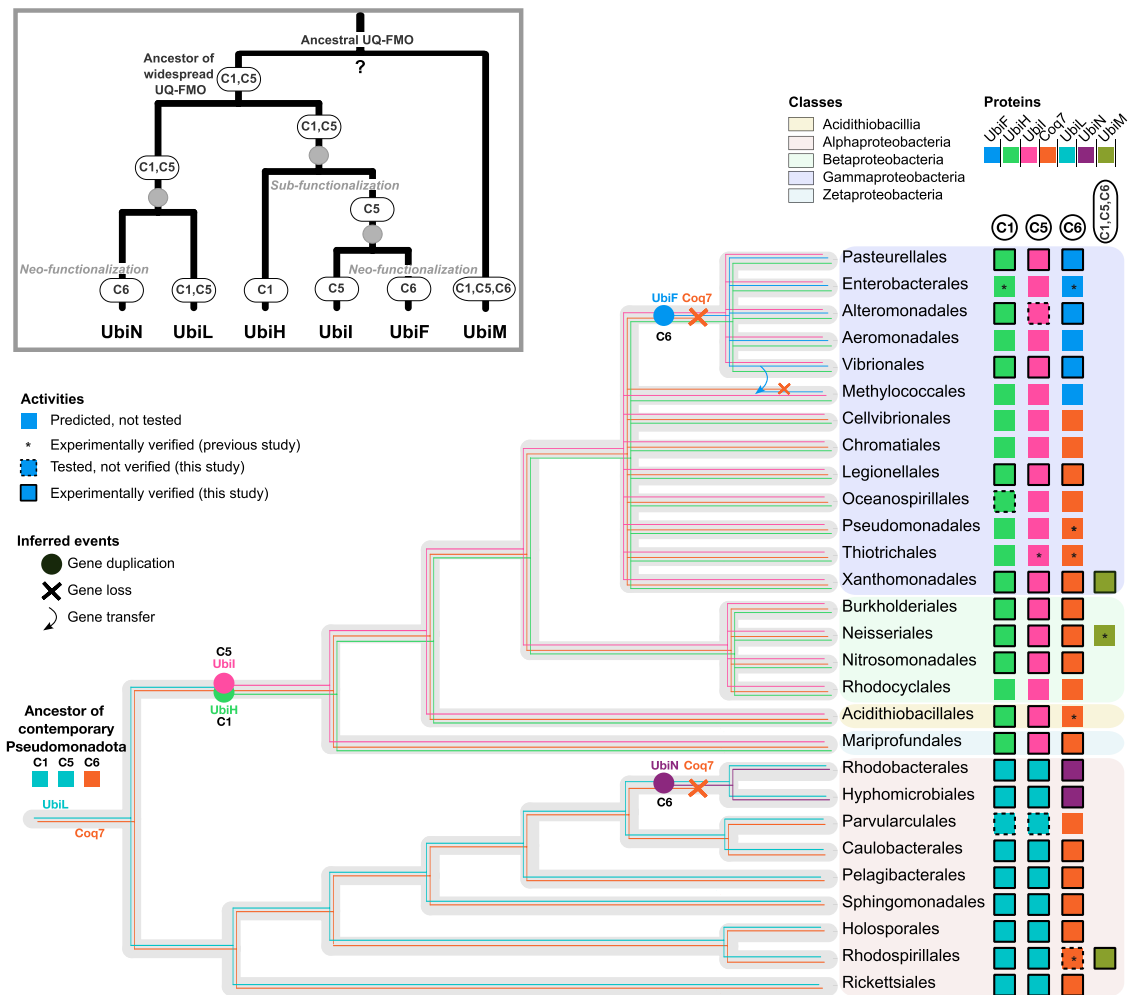 Ancestral UQ-FMO
?
Ancestor of
widespread
UQ-FMO
C1,C5
C1,C5
C1,C5
Sub-functionalization
C5
Neo-functionalization
Neo-functionalization
C6
C1,C5
C1
C5
C6
C1,C5,C6
UbiN
UbiL
UbiH
UbiI
UbiF
UbiM
Classes
Acidithiobacillia
Alphaproteobacteria
Betaproteobacteria
Gammaproteobacteria
Zetaproteobacteria
Proteins
UbiF
UbiH
UbiI
Coq7
UbiL
UbiN
UbiM
C1
C5
C6
C1,C5,C6
Activities
Predicted, not tested
* Experimentally verified (previous study)
Tested, not verified (this study)
Experimentally verified (this study)
Inferred events
Gene duplication
Gene loss
Gene transfer
Ancestor of
contemporary
Pseudomonadota
C1 C5 C6
UbiL
Coq7
C5
UbiI
UbiH
C1
UbiF Coq7
C6
UbiN Coq7
C6
Pasteurellales
Enterobacterales * *
Alteromonadales
Aeromonadales
Vibrionales
Methylococcales
Cellvibrionales
Chromatiales
Legionellales
Oceanospirillales
Pseudomonadales *
Thiotrichales * *
Xanthomonadales
Burkholderiales
Neisseriales *
Nitrosomonadales
Rhodocyclales
Acidithiobacillales *
Mariprofundales
Rhodobacterales
Hyphomicrobiales
Parvularculales
Caulobacterales
Pelagibacterales
Sphingomonadales
Holosporales
Rhodospirillales *
Rickettsiales